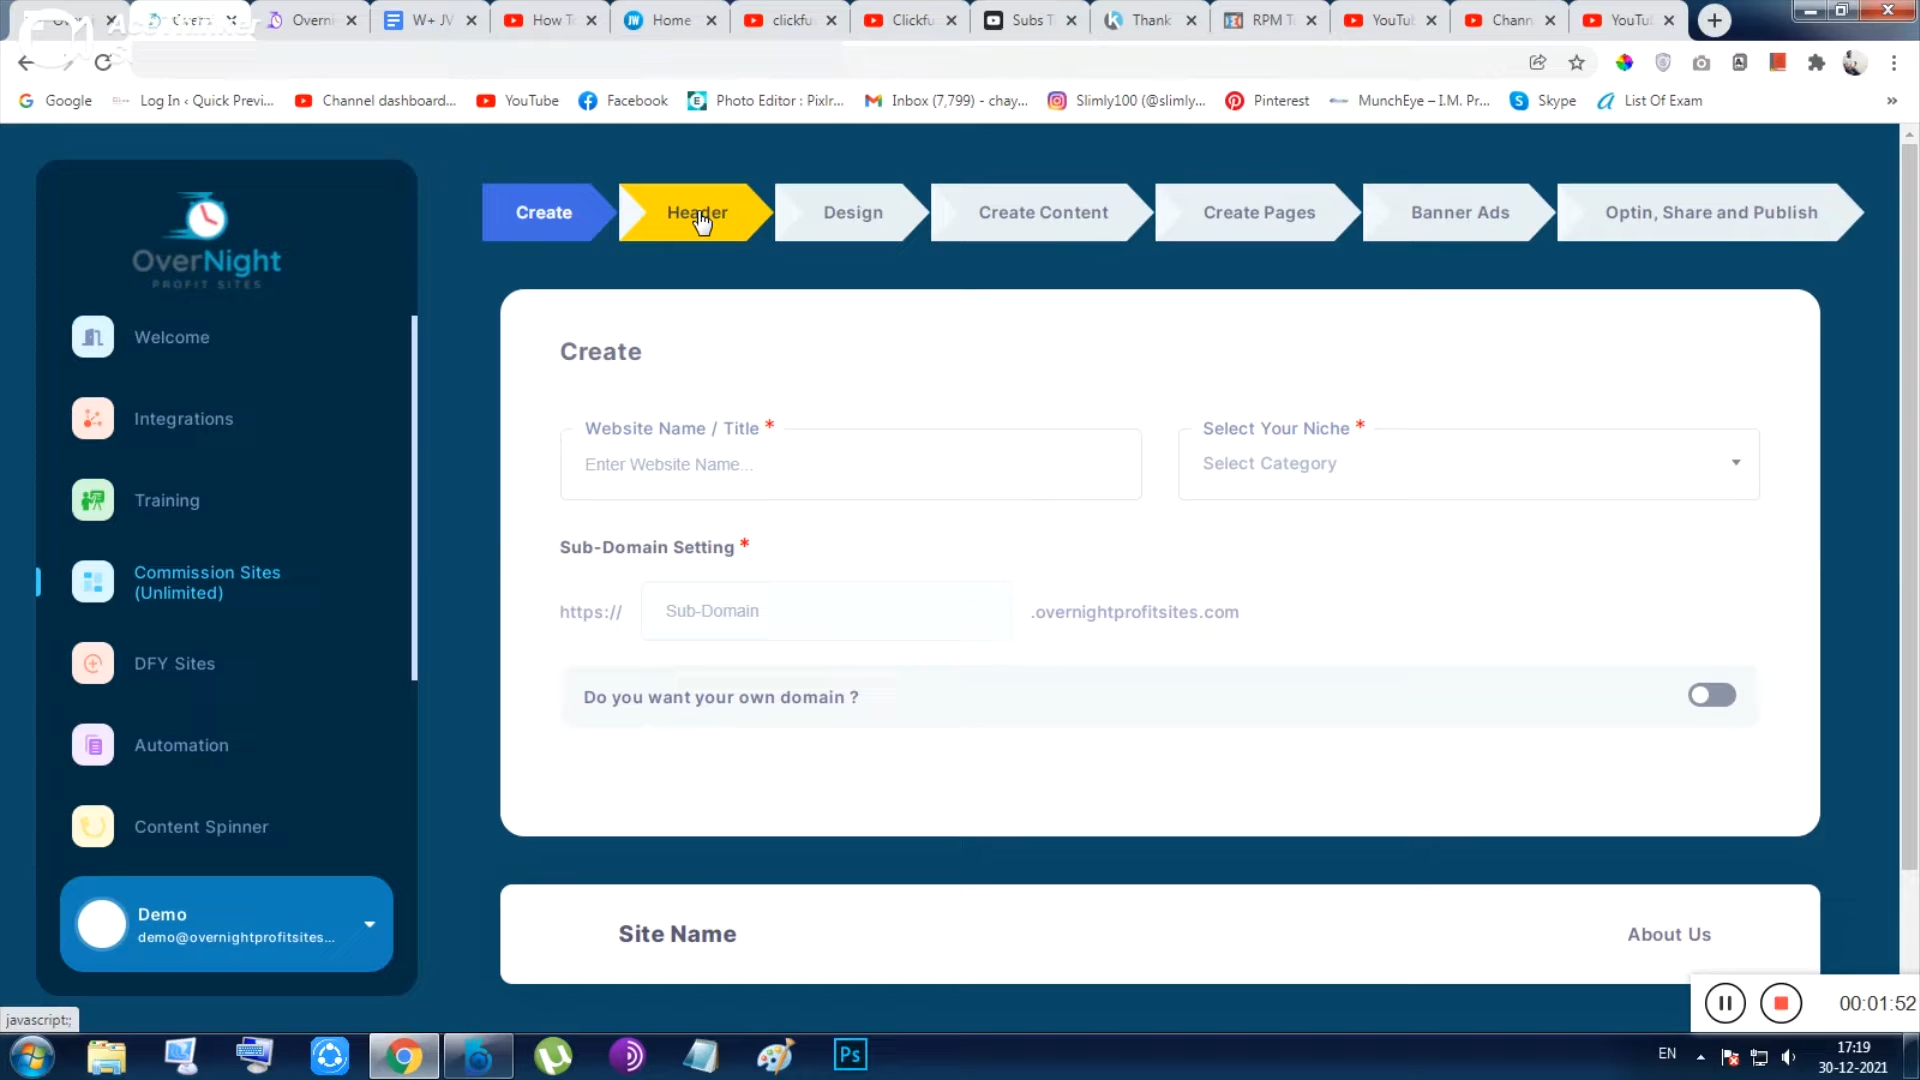 Overni
W+ JV
How To
Home
clickfu
Clickfu
Subs T
Thank
RPM T
YouTub
Chann
YouTu
Google
Log In ‹ Quick Previ...
Channel dashboard...
YouTube
Facebook
Photo Editor : Pixlr...
Inbox (7,799) – chay...
Slimly100 (@slimly...
Pinterest
MunchEye – I.M. Pr...
Skype
List Of Exam
»
Create
Header
Design
Create Content
Create Pages
Banner Ads
Optin, Share and Publish
OverNight
PROFIT SITES
Welcome
Integrations
Training
Commission Sites
(Unlimited)
DFY Sites
Automation
Content Spinner
Demo
demo@overnightprofitsites...
Create
Website Name / Title *
Enter Website Name...
Select Your Niche *
Select Category
Sub-Domain Setting *
https://
Sub-Domain
.overnightprofitsites.com
Do you want your own domain ?
Site Name
About Us
00:01:52
javascript:;
Ps
EN
17:19
30-12-2021